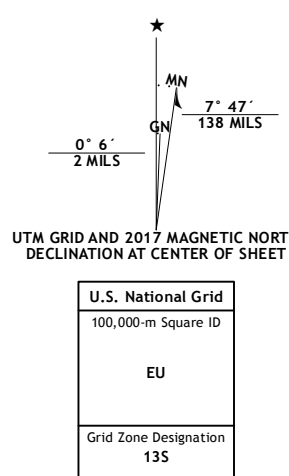 ★
MN
7° 47´
138 MILS
GN
0° 6´
2 MILS
UTM GRID AND 2017 MAGNETIC NORT
DECLINATION AT CENTER OF SHEET
U.S. National Grid
100,000-m Square ID
EU
Grid Zone Designation
13S